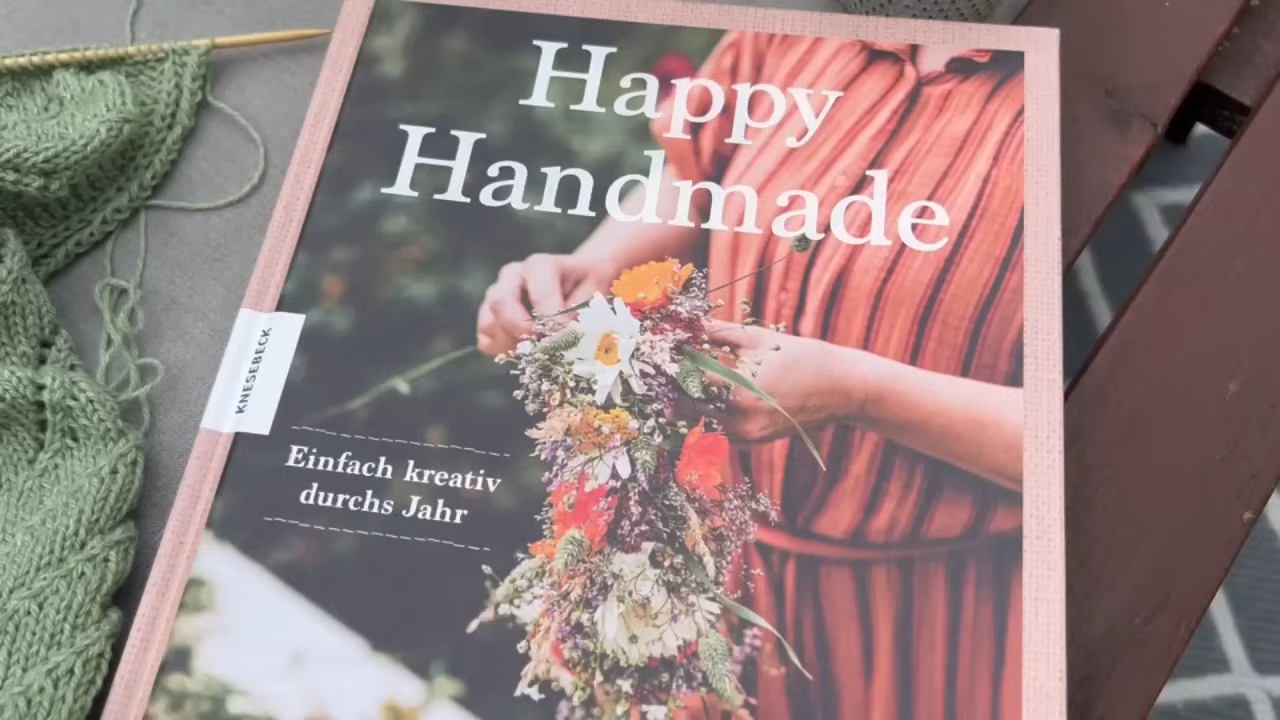 Happy
Handmade
KNESEBECK
Einfach kreativ
durchs Jahr